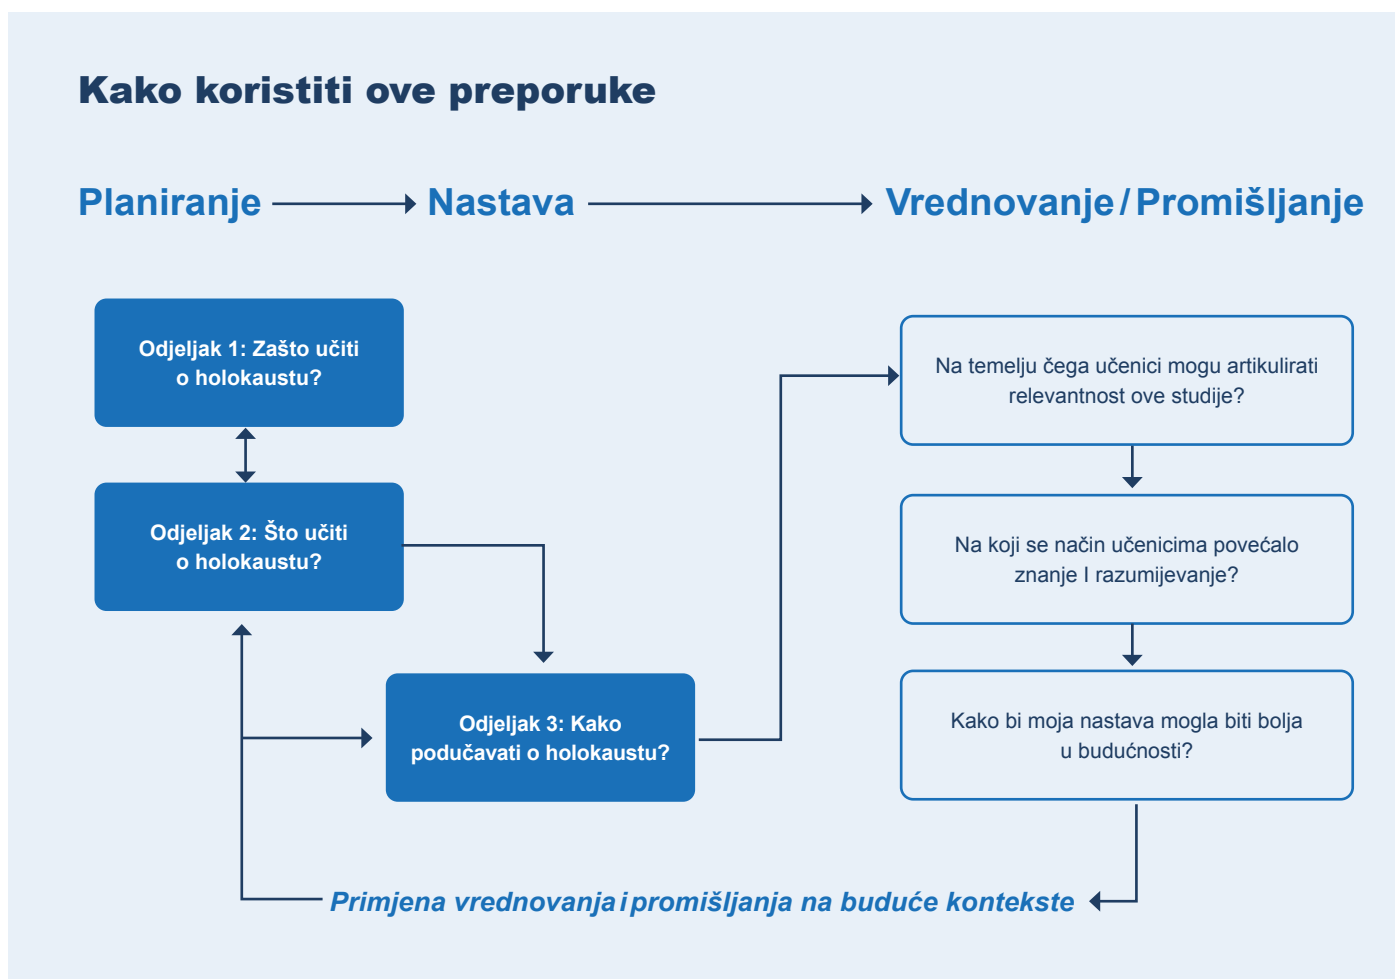 Kako koristiti ove preporuke
Planiranje
Nastava
Vrednovanje / Promišljanje
Odjeljak 1: Zašto učiti
o holokaustu?
Odjeljak 2: Što učiti
o holokaustu?
Odjeljak 3: Kako
podučavati o holokaustu?
Na temelju čega učenici mogu artikulirati
relevantnost ove studije?
Na koji se način učenicima povećalo
znanje I razumijevanje?
Kako bi moja nastava mogla biti bolja
u budućnosti?
Primjena vrednovanja i promišljanja na buduće kontekste